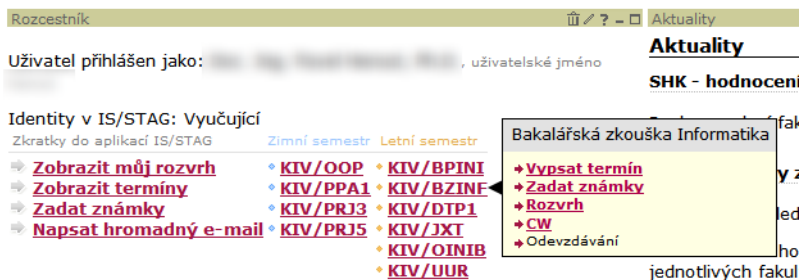 Rozcestník
? Aktuality
Uživatel přihlášen jako: , uživatelské jméno
Identity v IS/STAG: Vyučující
Zkratky do aplikací IS/STAG Zimní semestr Letní semestr
Zobrazit můj rozvrh KIV/OOP KIV/BPINI
Zobrazit termíny KIV/PPA1 KIV/BZINF
Zadat známky KIV/PRJ3 KIV/DTP1
Napsat hromadný e-mail KIV/PRJ5 KIV/JXT
KIV/OINIB
KIV/UUR
Bakalářská zkouška Informatika
Vypsat termín
Zadat známky
Rozvrh
CW
Odevzdávání
Aktuality
SHK - hodnocení
jednotlivých fakul